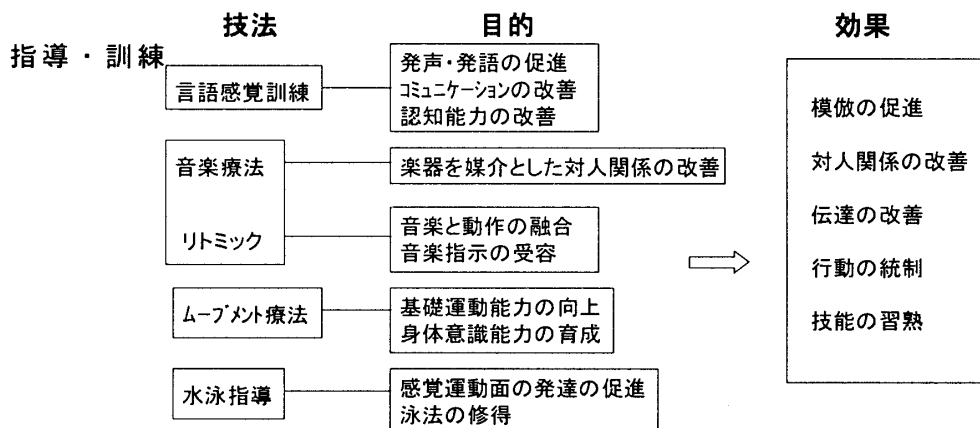 技法 目的 効果
指導・訓練
言語感覚訓練
発声・発語の促進
コミュニケーションの改善
認知能力の改善
音楽療法
楽器を媒介とした対人関係の改善
リトミック
音楽と動作の融合
音楽指示の受容
ムーブメント療法
基礎運動能力の向上
身体意識能力の育成
水泳指導
感覚運動面の発達の促進
泳法の修得
模倣の促進
対人関係の改善
伝達の改善
行動の統制
技能の習熟